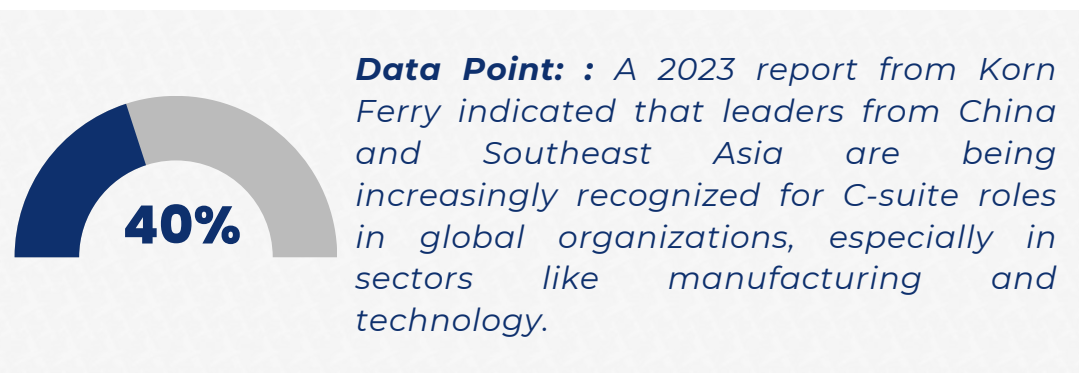 40%
Data Point: : A 2023 report from Korn
Ferry indicated that leaders from China
and Southeast Asia are being
increasingly recognized for C-suite roles
in global organizations, especially in
sectors like manufacturing and
technology.